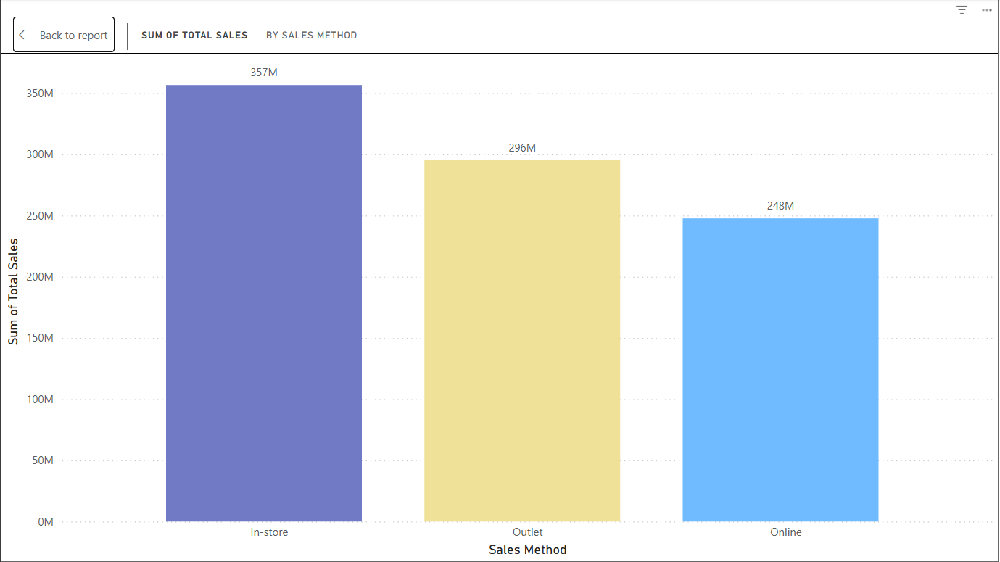 Back to report
SUM OF TOTAL SALES BY SALES METHOD
357M
350M
300M
296M
250M
248M
200M
150M
100M
50M
0M
Sum of Total Sales
In-store Outlet Online
Sales Method